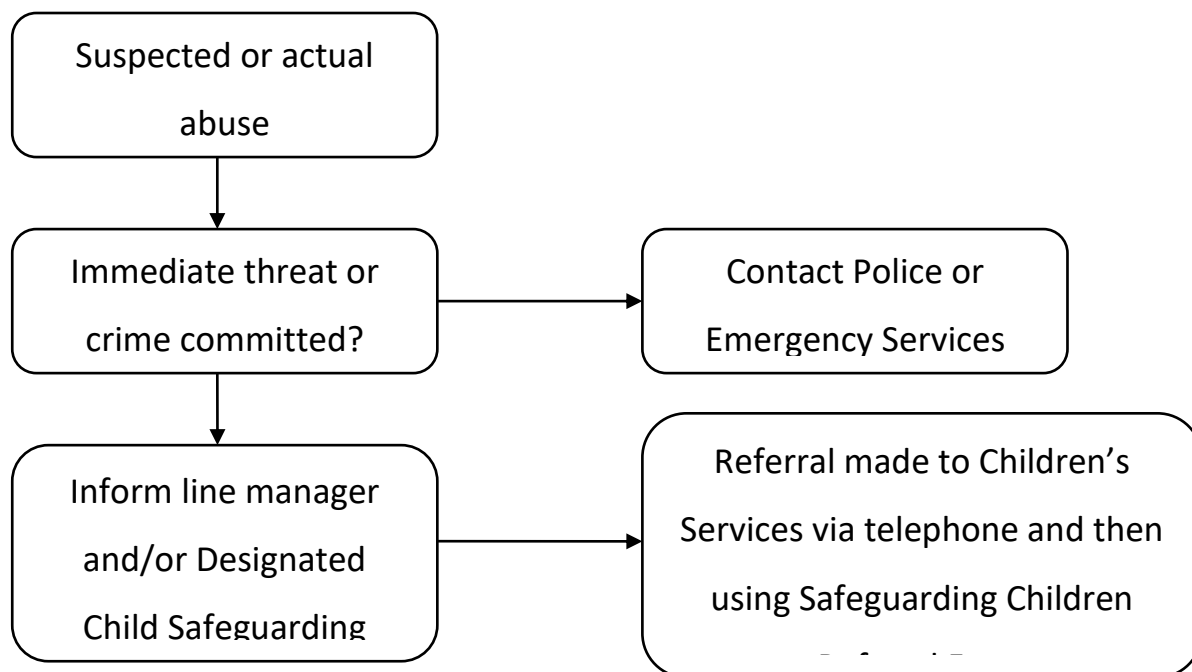 Suspected or actual
abuse
Immediate threat or
crime committed?
Contact Police or
Emergency Services
Inform line manager
and/or Designated
Child Safeguarding
Referral made to Children’s
Services via telephone and then
using Safeguarding Children